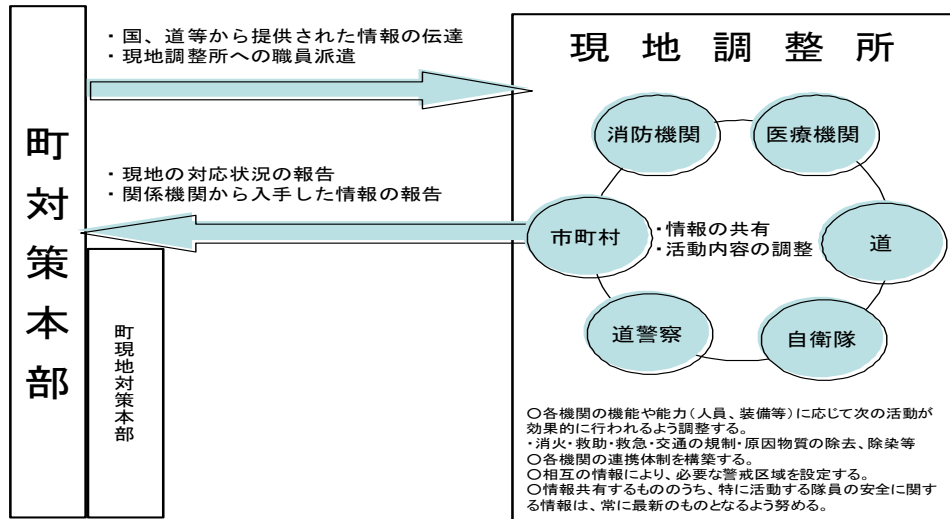 町対策本部
・国、道等から提供された情報の伝達
・現地調整所への職員派遣
・現地の対応状況の報告
・関係機関から入手した情報の報告
町現地対策本部
現地調整所
消防機関
医療機関
市町村
・情報の共有
・活動内容の調整
道
道警察
自衛隊
〇各機関の機能や能力(人員、装備等)に応じて次の活動が
効果的に行われるよう調整する。
・消火・救助・救急・交通の規制・原因物質の除去、除染等
〇各機関の連携体制を構築する。
〇相互の情報により、必要な警戒区域を設定する。
〇情報共有するもののうち、特に活動する隊員の安全に関す
る情報は、常に最新のものとなるよう努める。